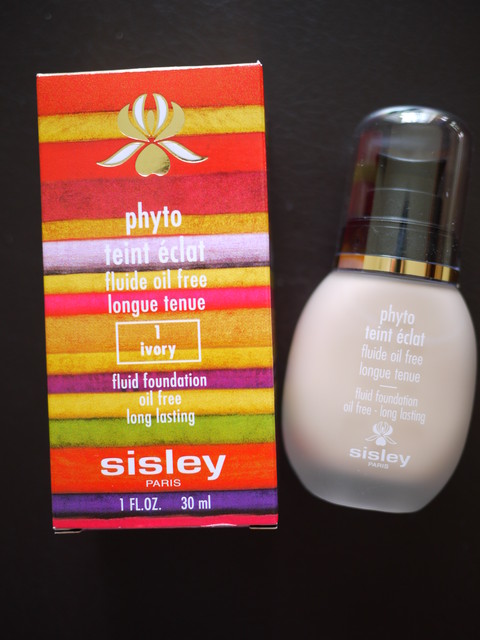 phyto
teint éclat
fluide oil free
longue tenue
1
ivory
fluid foundation
oil free
long lasting
sisley
PARIS
1 FL.OZ. 30 ml
phyto
teint éclat
fluide oil free
longue tenue
fluid foundation
oil free - long lasting
sisley
PARIS